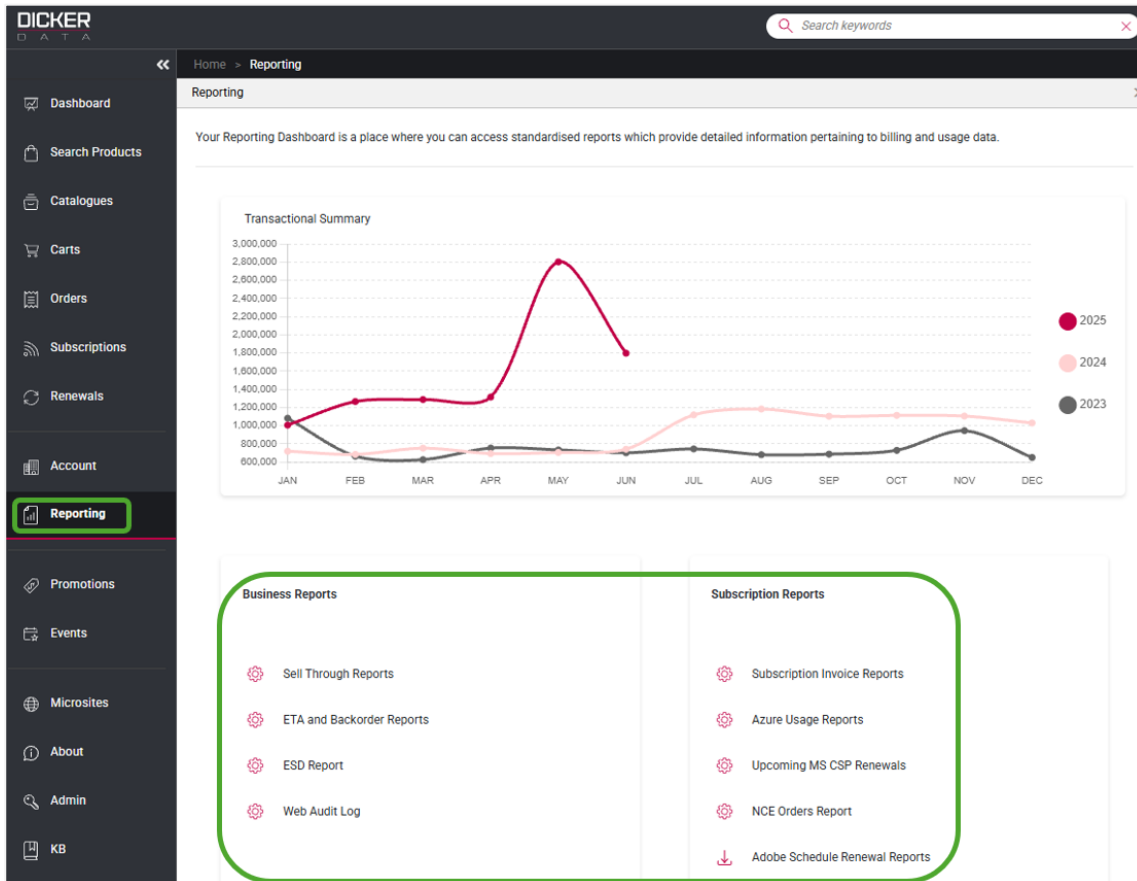 DICKER
DATA
Search keywords
Home > Reporting
Reporting
Dashboard
Search Products
Catalogues
Carts
Orders
Subscriptions
Renewals
Account
Reporting
Promotions
Events
Microsites
About
Admin
KB
Your Reporting Dashboard is a place where you can access standardised reports which provide detailed information pertaining to billing and usage data.
Transactional Summary
3,000,000
2,800,000
2,600,000
2,400,000
2,200,000
2,000,000
1,800,000
1,600,000
1,400,000
1,200,000
1,000,000
800,000
600,000
JAN FEB MAR APR MAY JUN JUL AUG SEP OCT NOV DEC
2025
2024
2023
Business Reports
Sell Through Reports
ETA and Backorder Reports
ESD Report
Web Audit Log
Subscription Reports
Subscription Invoice Reports
Azure Usage Reports
Upcoming MS CSP Renewals
NCE Orders Report
Adobe Schedule Renewal Reports